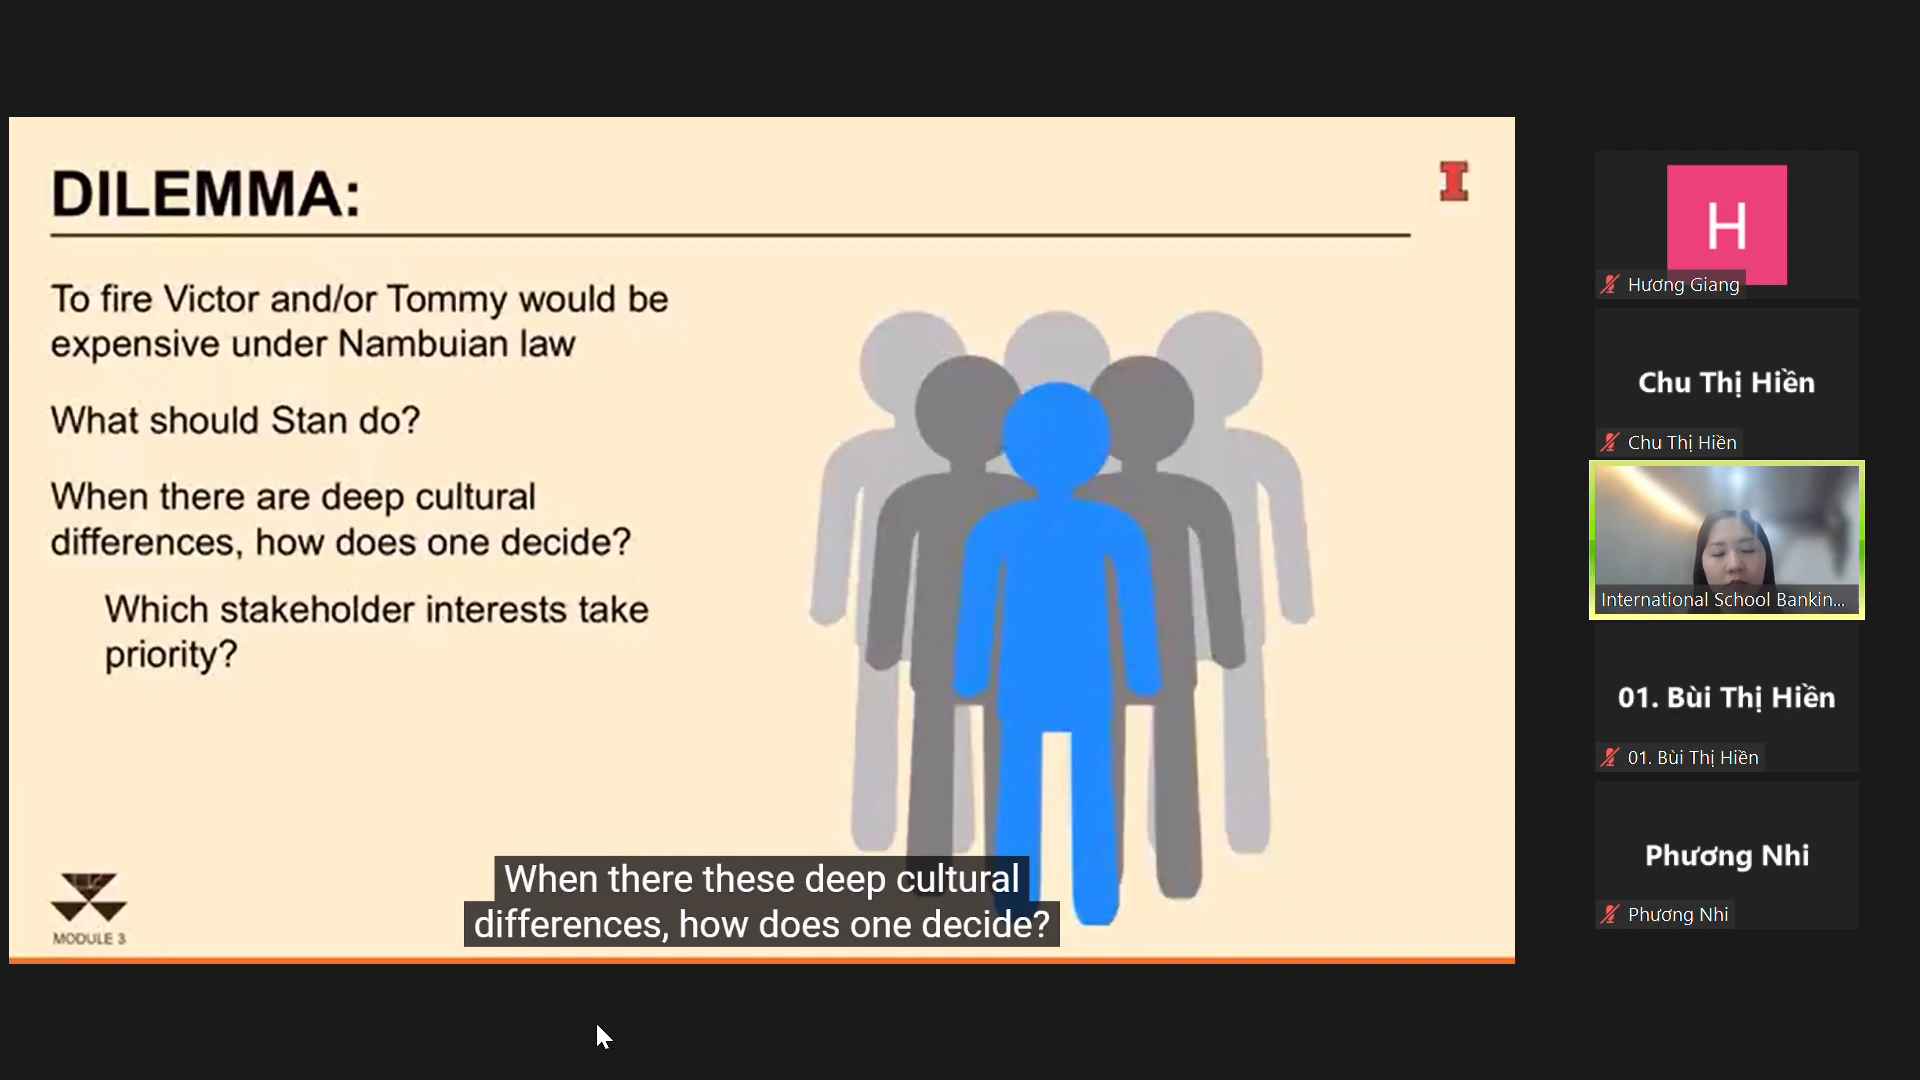 DILEMMA:
To fire Victor and/or Tommy would be
expensive under Nambuian law
What should Stan do?
When there are deep cultural
differences, how does one decide?
Which stakeholder interests take
priority?
MODULE 3
When there these deep cultural
differences, how does one decide?
H
Hương Giang
Chu Thị Hiền
Chu Thị Hiền
International School Bankin...
01. Bùi Thị Hiền
01. Bùi Thị Hiền
Phương Nhi
Phương Nhi